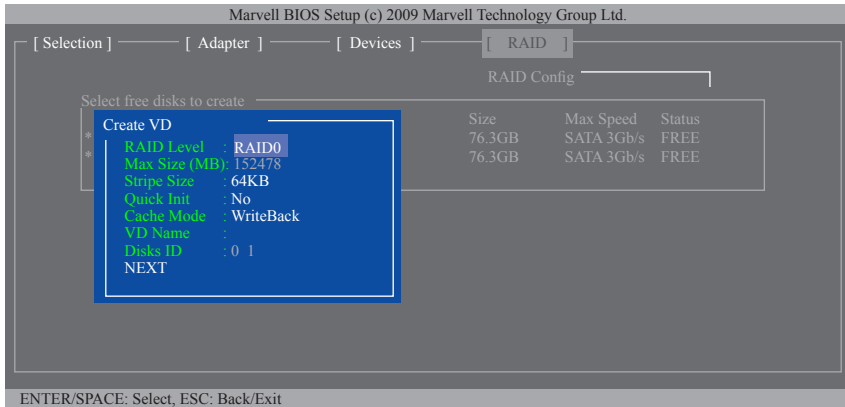 Marvell BIOS Setup (c) 2009 Marvell Technology Group Ltd.
[ Selection ] [ Adapter ] [ Devices ] [ RAID ]
RAID Config
Select free disks to create
Size Max Speed Status
* 76.3GB SATA 3Gb/s FREE
* 76.3GB SATA 3Gb/s FREE
Create VD
RAID Level : RAID0
Max Size (MB): 152478
Stripe Size : 64KB
Quick Init : No
Cache Mode : WriteBack
VD Name :
Disks ID : 0 1
NEXT
ENTER/SPACE: Select, ESC: Back/Exit